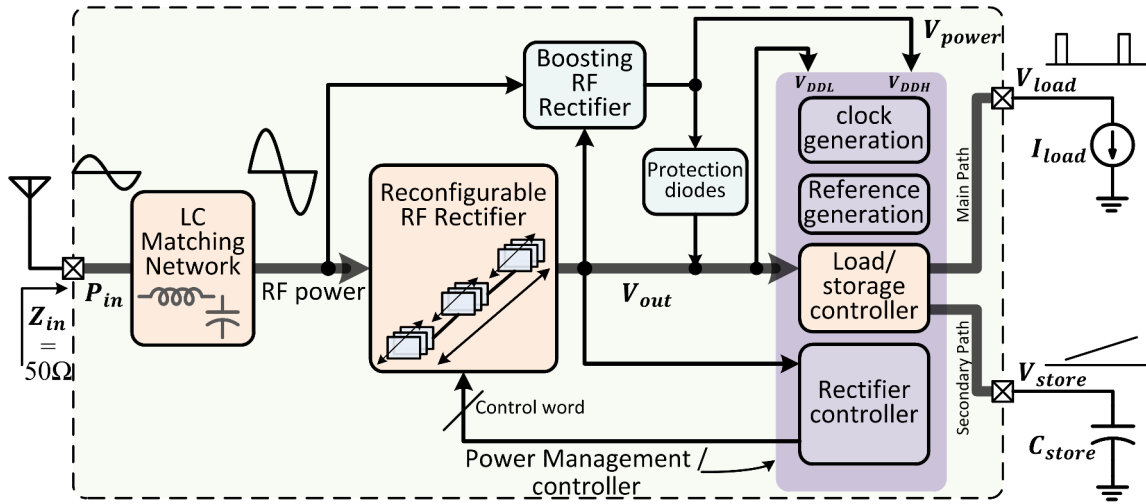 V_power
Boosting
RF
Rectifier
V_DDL
V_DDH
V_load
clock
generation
I_load
Protection
diodes
Reconfigurable
RF Rectifier
Reference
generation
Main Path
LC
Matching
Network
P_in
RF power
V_out
Load/
storage
controller
Z_in
=
50Ω
Secondary Path
V_store
Rectifier
controller
Control word
C_store
Power Management /
controller